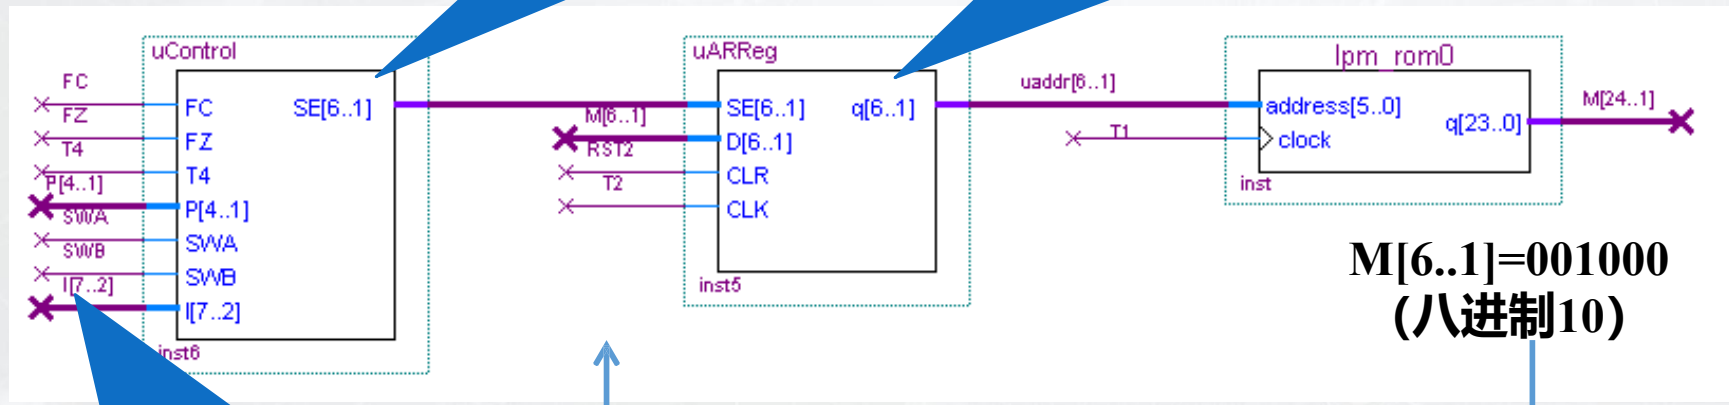 uControl
FC
FZ
T4
P[4..1]
SWA
SWB
I[7..2]
FC
FZ
T4
P[4..1]
SWA
SWB
I[7..2]
SE[6..1]
inst6
uARReg
M[6..1]
RST2
T2
SE[6..1]
D[6..1]
CLR
CLK
q[6..1]
inst5
uaddr[6..1]
T1
lpm_rom0
address[5..0]
clock
q[23..0]
inst
M[24..1]
M[6..1]=001000
(八进制10)